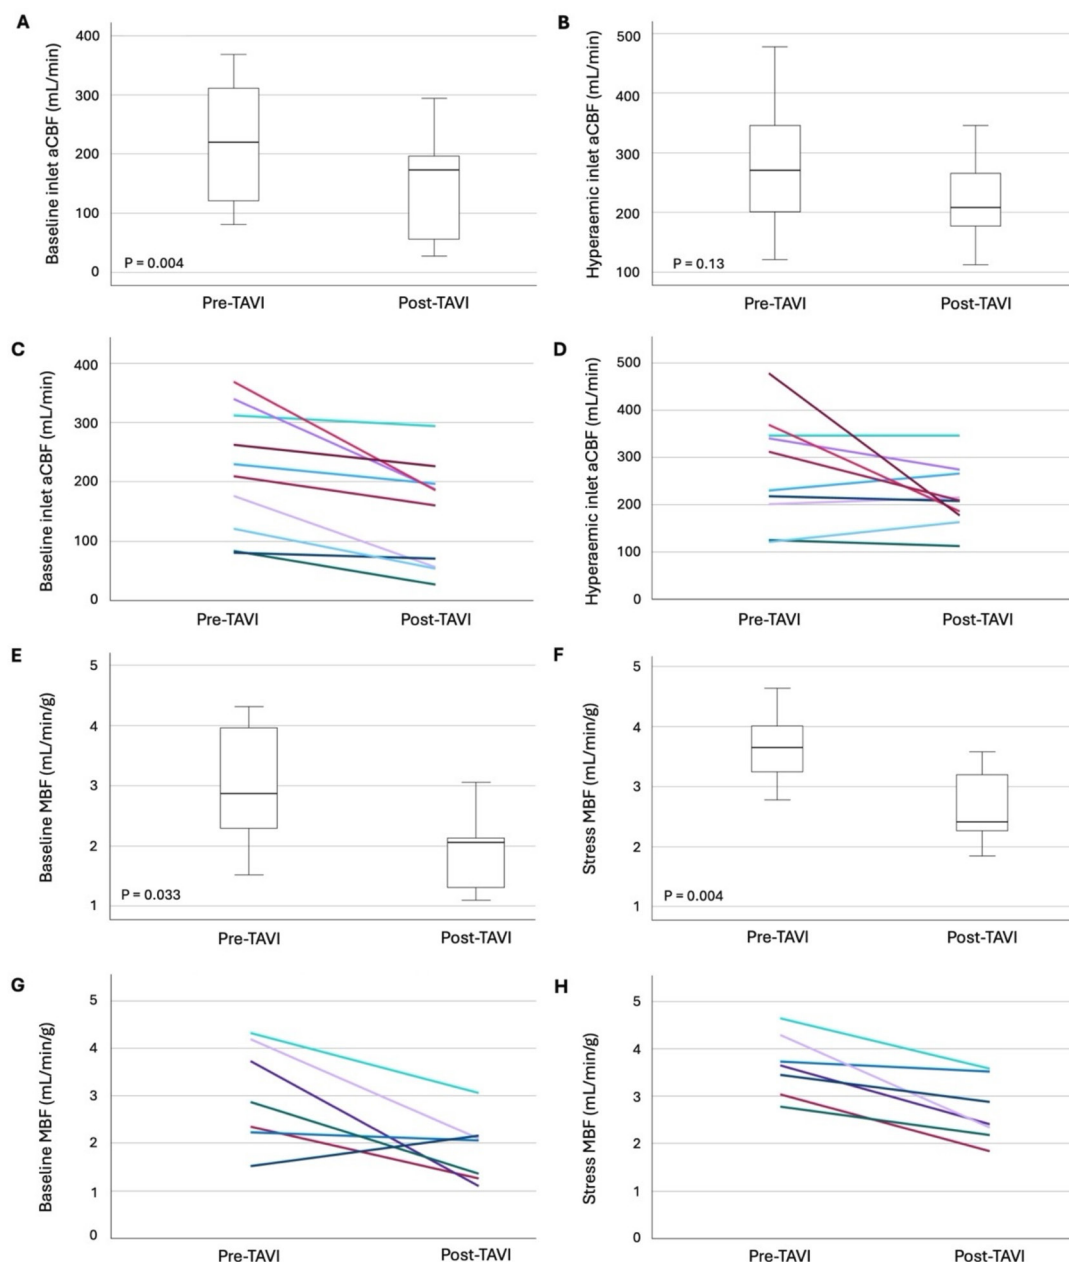 A
Baseline inlet aCBF (mL/min)
400
300
200
100
0
P = 0.004
Pre-TAVI Post-TAVI
B
Hyperaemic inlet aCBF (mL/min)
500
400
300
200
100
P = 0.13
Pre-TAVI Post-TAVI
C
Baseline inlet aCBF (mL/min)
400
300
200
100
0
Pre-TAVI Post-TAVI
D
Hyperaemic inlet aCBF (mL/min)
500
400
300
200
100
0
Pre-TAVI Post-TAVI
E
Baseline MBF (mL/min/g)
5
4
3
2
1
P = 0.033
Pre-TAVI Post-TAVI
F
Stress MBF (mL/min/g)
5
4
3
2
1
P = 0.004
Pre-TAVI Post-TAVI
G
Baseline MBF (mL/min/g)
5
4
3
2
1
0
Pre-TAVI Post-TAVI
H
Stress MBF (mL/min/g)
5
4
3
2
1
0
Pre-TAVI Post-TAVI